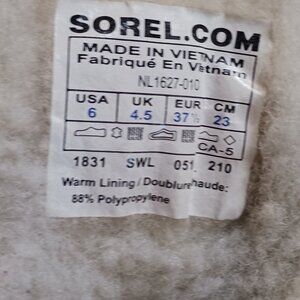 SOREL.COM
MADE IN VIETNAM
Fabriqué En Vietnam
NL1627-010
USA UK EUR CM
6 4.5 37½ 23
CA-5
1831 SWL 051 210
Warm Lining / Doublure haude:
88% Polypropylene